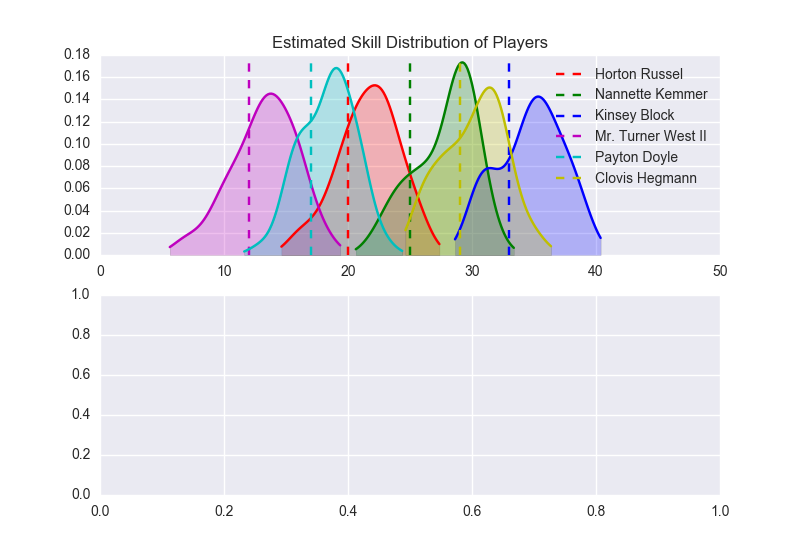 Estimated Skill Distribution of Players
0.18
0.16
0.14
0.12
0.10
0.08
0.06
0.04
0.02
0.00
Horton Russel
Nannette Kemmer
Kinsey Block
Mr. Turner West II
Payton Doyle
Clovis Hegmann
0 10 20 30 40 50
1.0
0.8
0.6
0.4
0.2
0.0
0.0 0.2 0.4 0.6 0.8 1.0